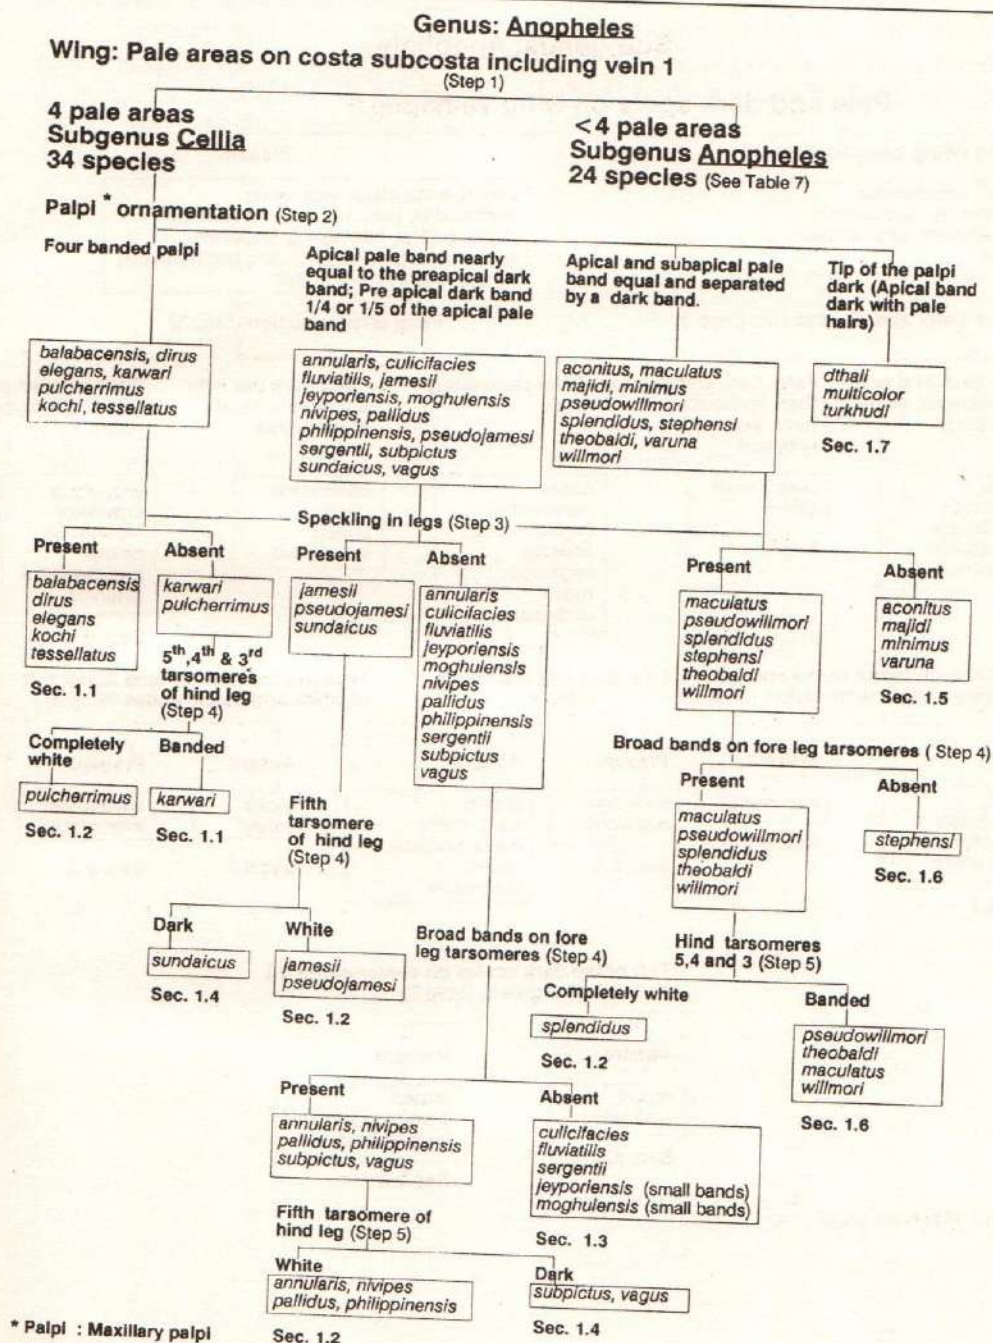 Genus: Anopheles
Wing: Pale areas on costa subcosta including vein 1
(Step 1)
4 pale areas
Subgenus Cellia
34 species
<4 pale areas
Subgenus Anopheles
24 species (See Table 7)
Palpi * ornamentation (Step 2)
Four banded palpi
Apical pale band nearly
equal to the preapical dark
band; Pre apical dark band
1/4 or 1/5 of the apical pale
band
Apical and subapical pale
band equal and separated
by a dark band.
Tip of the palpi
dark (Apical band
dark with pale
hairs)
balabacensis, dirus
elegans, karwari
pulcherrimus
kochi, tessellatus
annularis, culicifacies
fluviatilis, jamesii
jeyporiensis, moghulensis
nivipes, pallidus
philippinensis, pseudojamesi
sergentii, subpictus
sundaicus, vagus
aconitus, maculatus
majidi, minimus
pseudowillmori
splendidus, stephensi
theobaldi, varuna
willmori
dthali
multicolor
turkhudi
Sec. 1.7
Speckling in legs (Step 3)
Present
Absent
Present
Absent
Present
Absent
balabacensis
dirus
elegans
kochi
tessellatus
Sec. 1.1
karwari
pulcherrimus
5th, 4th & 3rd
tarsomeres
of hind leg
(Step 4)
jamesii
pseudojamesi
sundaicus
annularis
culicifacies
fluviatilis
jeyporiensis
moghulensis
nivipes
pallidus
philippinensis
sergentii
subpictus
vagus
maculatus
pseudowillmori
splendidus
stephensi
theobaldi
willmori
aconitus
majidi
minimus
varuna
Sec. 1.5
Completely
white
Banded
pulcherrimus
karwari
Sec. 1.2
Sec. 1.1
Broad bands on fore leg tarsomeres ( Step 4)
Present
Absent
maculatus
pseudowillmori
splendidus
theobaldi
willmori
stephensi
Sec. 1.6
Fifth
tarsomere
of hind leg
(Step 4)
Dark
White
sundaicus
jamesii
pseudojamesi
Sec. 1.4
Sec. 1.2
Broad bands on fore
leg tarsomeres (Step 4)
Hind tarsomeres
5,4 and 3 (Step 5)
Completely white
Banded
splendidus
Sec. 1.2
pseudowillmori
theobaldi
maculatus
willmori
Sec. 1.6
Present
Absent
annularis, nivipes
pallidus, philippinensis
subpictus, vagus
culicifacies
fluviatilis
sergentii
jeyporiensis (small bands)
moghulensis (small bands)
Sec. 1.3
Fifth tarsomere of
hind leg (Step 5)
White
Dark
annularis, nivipes
pallidus, philippinensis
subpictus, vagus
Sec. 1.2
Sec. 1.4
* Palpi : Maxillary palpi